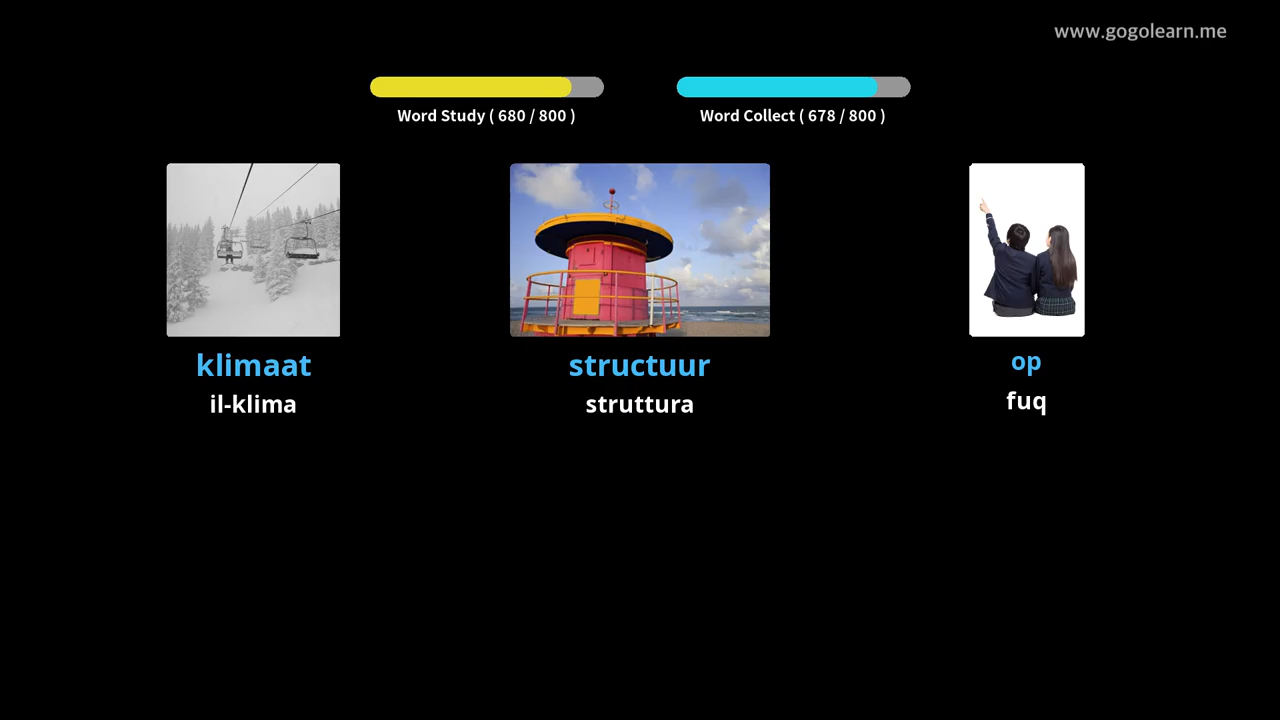 www.gogolearn.me
Word Study ( 680 / 800 )
Word Collect ( 678 / 800 )
klimaat
il-klima
structuur
struttura
op
fuq